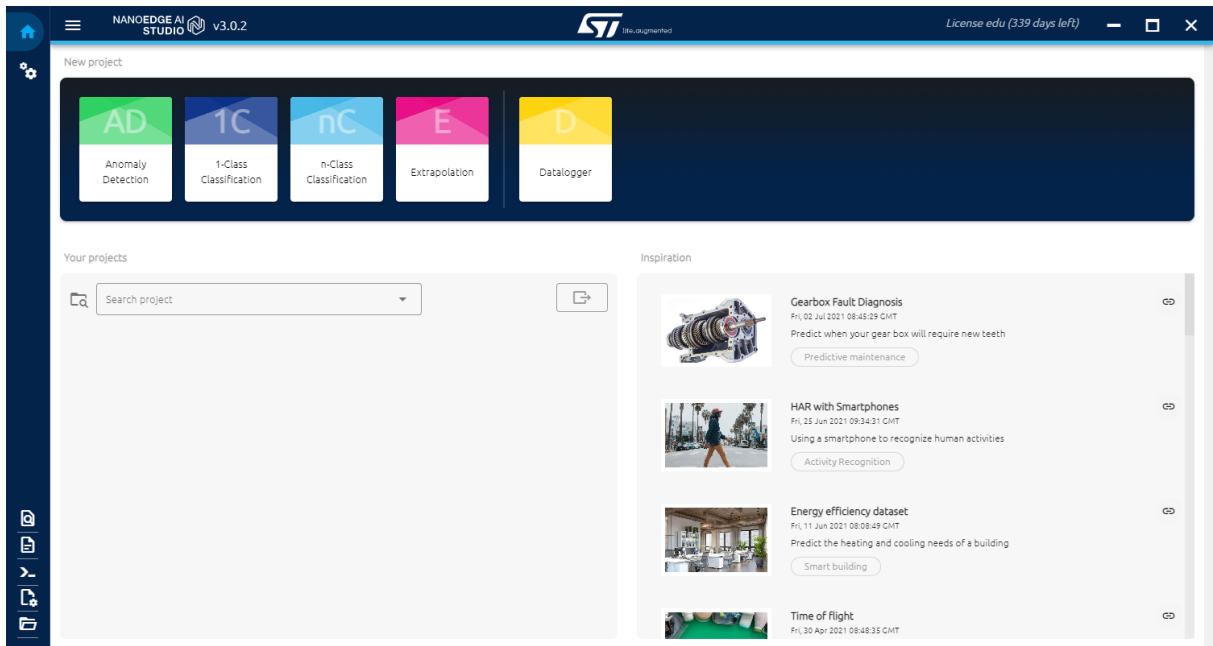 NANOEDGE AI
STUDIO
v3.0.2
ST
life.augmented
License edu (339 days left)
New project
AD
Anomaly
Detection
1C
1-Class
Classification
nC
n-Class
Classification
E
Extrapolation
D
Datalogger
Your projects
Search project
Inspiration
Gearbox Fault Diagnosis
Fri, 02 Jul 2021 08:45:29 GMT
Predict when your gear box will require new teeth
Predictive maintenance
HAR with Smartphones
Fri, 25 Jun 2021 09:34:31 GMT
Using a smartphone to recognize human activities
Activity Recognition
Energy efficiency dataset
Fri, 11 Jun 2021 08:08:49 GMT
Predict the heating and cooling needs of a building
Smart building
Time of flight
Fri, 30 Apr 2021 08:48:35 GMT